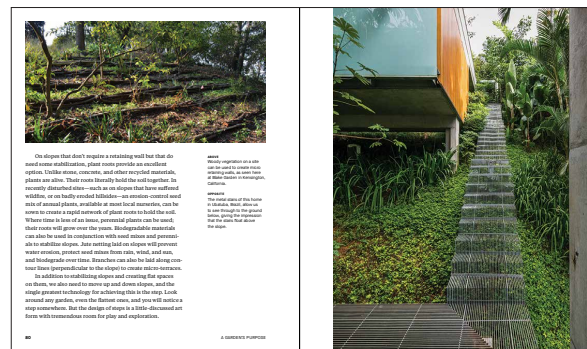 On slopes that don't require a retaining wall but that do
need some stabilization, plant roots provide an excellent
option. Unlike stone, concrete, and other recycled materials,
plants are alive. Their roots literally hold the soil together. In
recently disturbed sites—such as on slopes that have suffered
wildfire, or on badly eroded hillsides—an erosion-control seed
mix of annual plants, available at most local nurseries, can be
sown to create a rapid network of plant roots to hold the soil.
Where time is less of an issue, perennial plants can be used;
their roots will grow over the years. Biodegradable materials
can also be used in conjunction with seed mixes and perenni-
als to stabilize slopes. Jute netting laid on slopes will prevent
water erosion, protect seed mixes from rain, wind, and sun,
and biodegrade over time. Branches can also be laid along con-
tour lines (perpendicular to the slope) to create micro-terraces.
In addition to stabilizing slopes and creating flat spaces
on them, we also need to move up and down slopes, and the
single greatest technology for achieving this is the step. Look
around any garden, even the flattest ones, and you will notice a
step somewhere. But the design of steps is a little-discussed art
form with tremendous room for play and exploration.
ABOVE
Woody vegetation on a site
can be used to create micro
retaining walls, as seen here
at Blake Garden in Kensington,
California.
OPPOSITE
The metal stairs of this home
in Ubatuba, Brazil, allow us
to see through to the ground
below, giving the impression
that the stairs float above
the slope.
80
A GARDEN'S PURPOSE